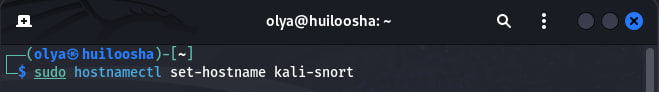 olya@huiloosha: ~
┌──(olya㉿huiloosha)-[~]
└─$ sudo hostnamectl set-hostname kali-snort